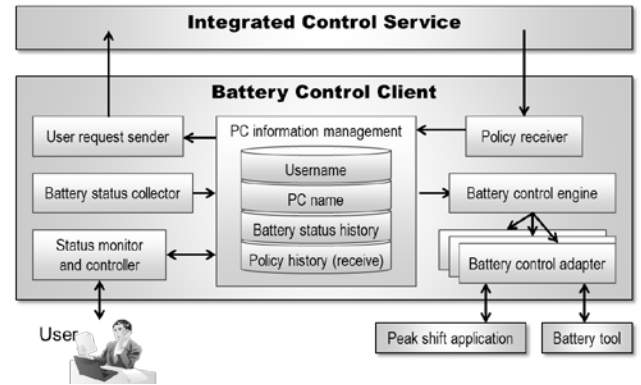 Integrated Control Service
Battery Control Client
User request sender
PC information management
Policy receiver
Username
Battery status collector
PC name
Battery control engine
Battery status history
Status monitor
and controller
Policy history (receive)
Battery control adapter
User
Peak shift application
Battery tool